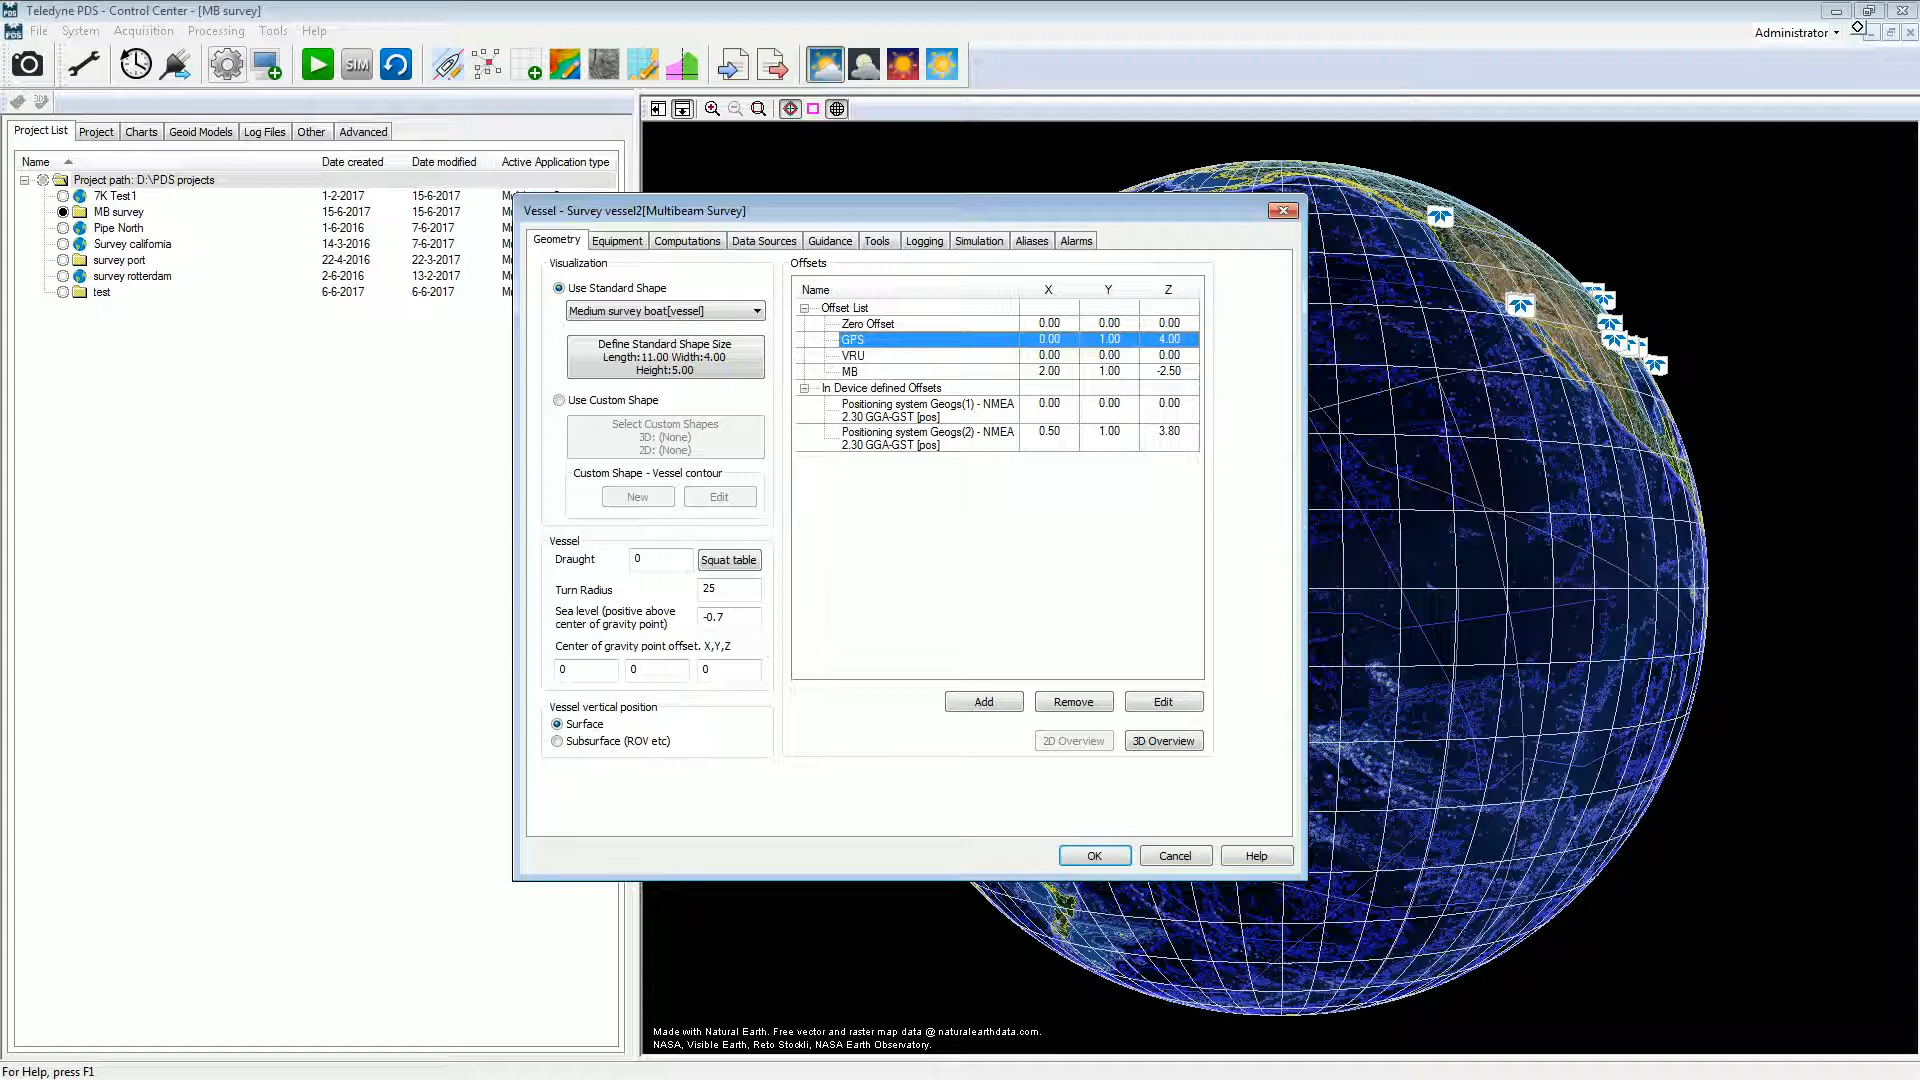 Teledyne PDS - Control Center - [MB survey]
File System Acquisition Processing Tools Help
Administrator
SIM
Project List Project Charts Geoid Models Log Files Other Advanced
Name Date created Date modified Active Application type
Project path: D:\PDS projects
7K Test1 1-2-2017 15-6-2017
MB survey 15-6-2017 15-6-2017
Pipe North 1-6-2016 7-6-2017
Survey california 14-3-2016 7-6-2017
survey port 22-4-2016 22-3-2017
survey rotterdam 2-6-2016 13-2-2017
test 6-6-2017 6-6-2017
Vessel - Survey vessel2[Multibeam Survey]
Geometry Equipment Computations Data Sources Guidance Tools Logging Simulation Aliases Alarms
Visualization
Use Standard Shape
Medium survey boat[vessel]
Define Standard Shape Size
Length:11.00 Width:4.00
Height:5.00
Use Custom Shape
Select Custom Shapes
3D: (None)
2D: (None)
Custom Shape - Vessel contour
New Edit
Vessel
Draught 0 Squat table
Turn Radius 25
Sea level (positive above
center of gravity point) -0.7
Center of gravity point offset. X,Y,Z
0 0 0
Vessel vertical position
Surface
Subsurface (ROV etc)
Offsets
Name X Y Z
Offset List
Zero Offset 0.00 0.00 0.00
GPS 0.00 1.00 4.00
VRU 0.00 0.00 0.00
MB 2.00 1.00 -2.50
In Device defined Offsets
Positioning system Geogs(1) - NMEA 0.00 0.00 0.00
2.30 GGA-GST [pos]
Positioning system Geogs(2) - NMEA 0.50 1.00 3.80
2.30 GGA-GST [pos]
Add Remove Edit
2D Overview 3D Overview
OK Cancel Help
Made with Natural Earth. Free vector and raster map data @ naturalearthdata.com.
NASA, Visible Earth, Reto Stockli, NASA Earth Observatory.
For Help, press F1